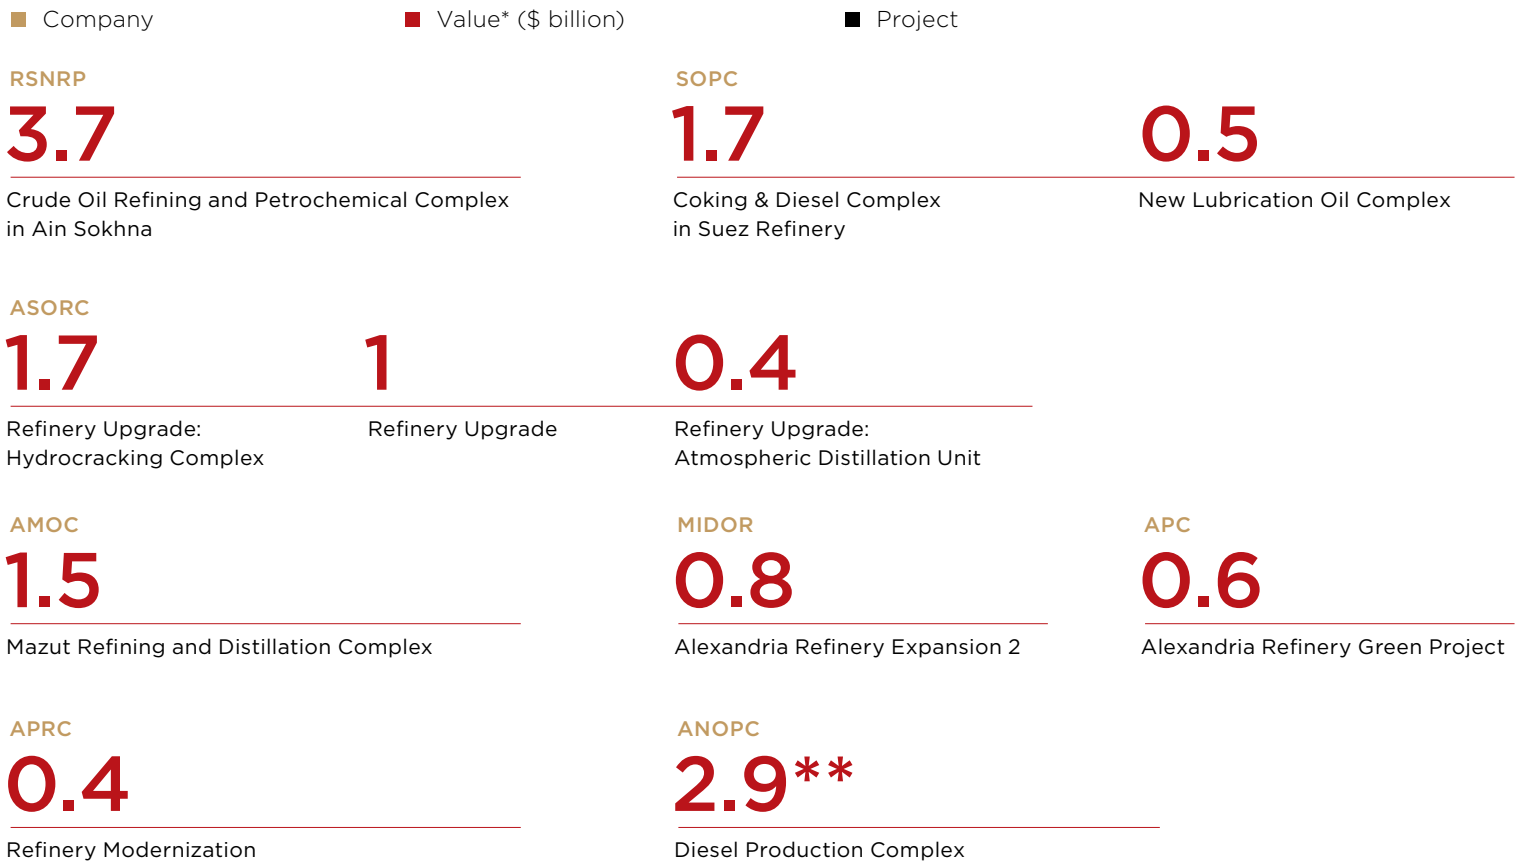 Company
Value* ($ billion)
Project
RSNRP
3.7
Crude Oil Refining and Petrochemical Complex
in Ain Sokhna
SOPC
1.7
Coking & Diesel Complex
in Suez Refinery
0.5
New Lubrication Oil Complex
ASORC
1.7
Refinery Upgrade:
Hydrocracking Complex
1
Refinery Upgrade
0.4
Refinery Upgrade:
Atmospheric Distillation Unit
AMOC
1.5
Mazut Refining and Distillation Complex
MIDOR
0.8
Alexandria Refinery Expansion 2
APC
0.6
Alexandria Refinery Green Project
APRC
0.4
Refinery Modernization
ANOPC
2.9**
Diesel Production Complex